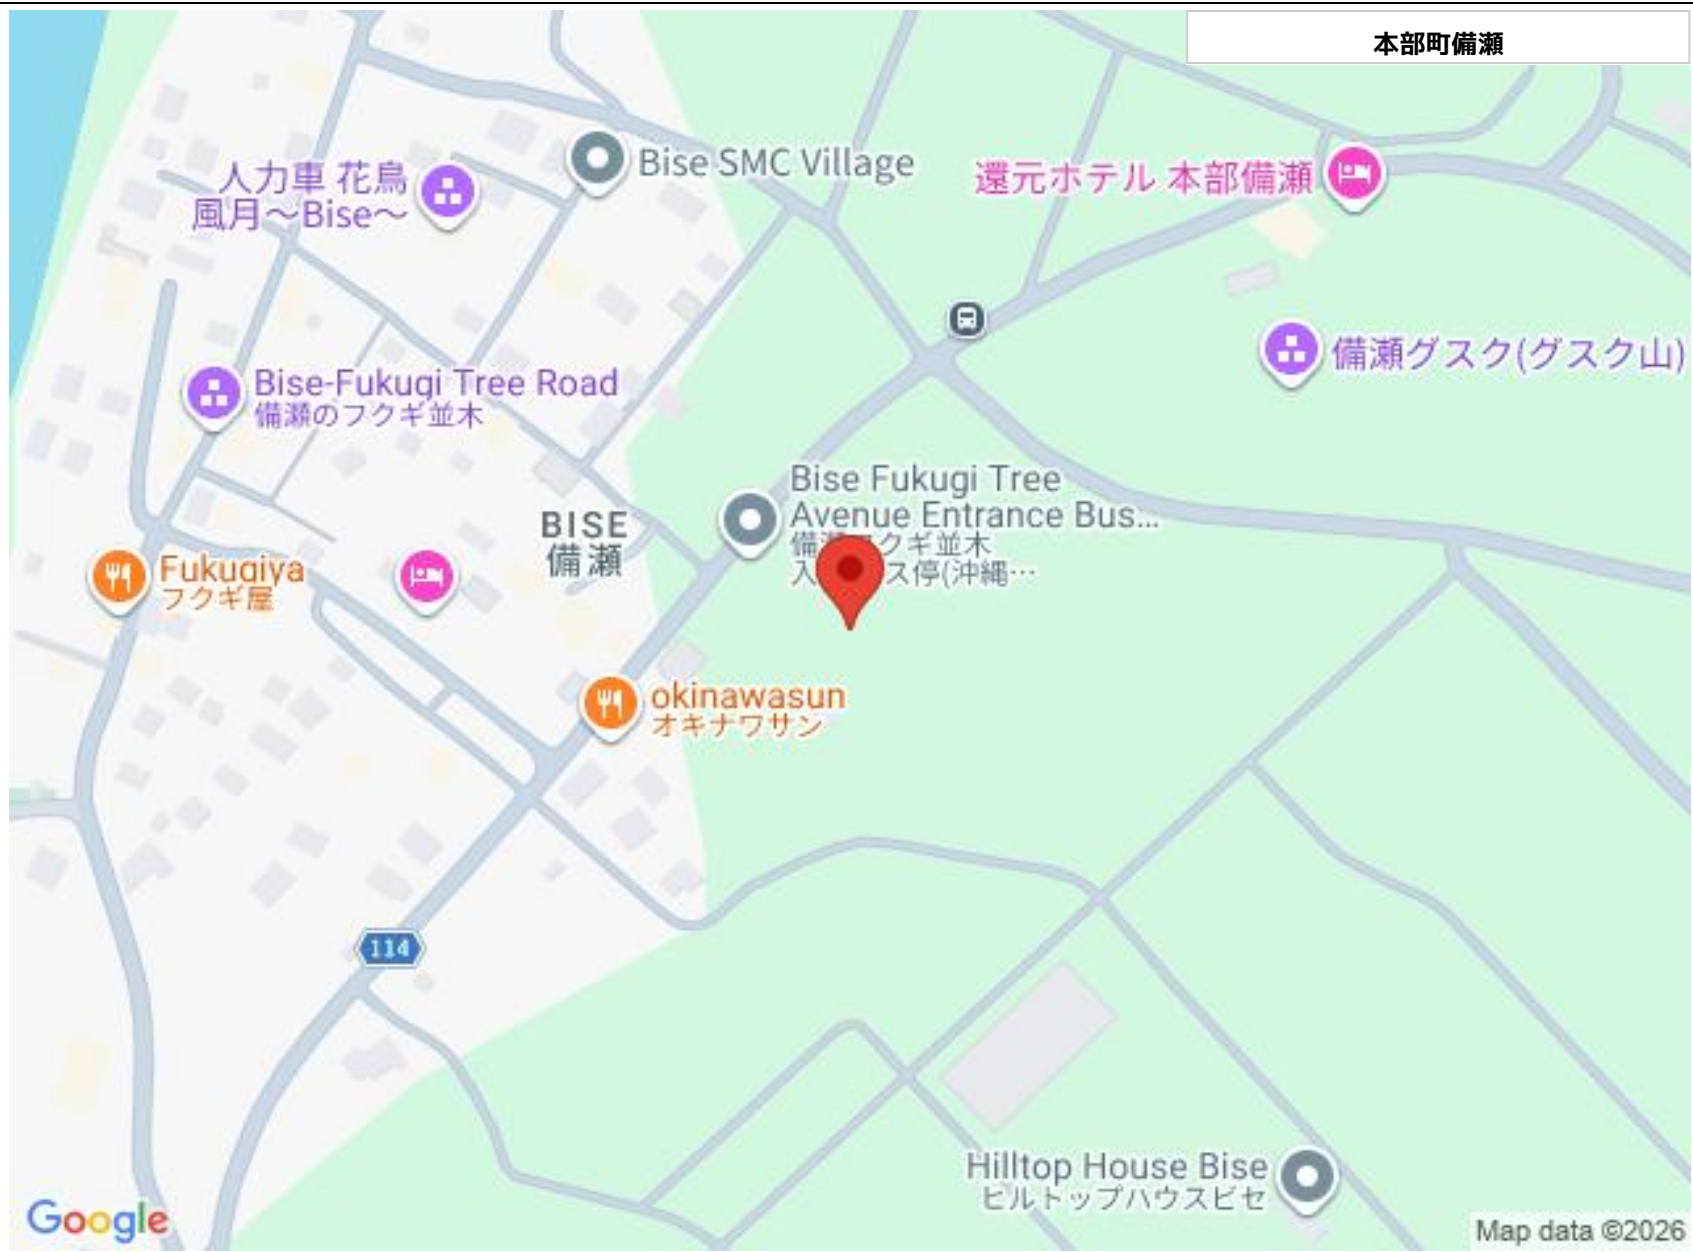 本部町備瀬
人力車 花鳥
風月〜Bise〜
Bise SMC Village
還元ホテル 本部備瀬
備瀬グスク(グスク山)
Bise-Fukugi Tree Road
備瀬のフクギ並木
Bise Fukugi Tree
Avenue Entrance Bus...
クギ並木
ス停(沖縄…
BISE
備瀬
Fukugiya
フクギ屋
okinawasun
オキナワサン
114
Hilltop House Bise
ヒルトップハウスビセ
Google
Map data ©2026